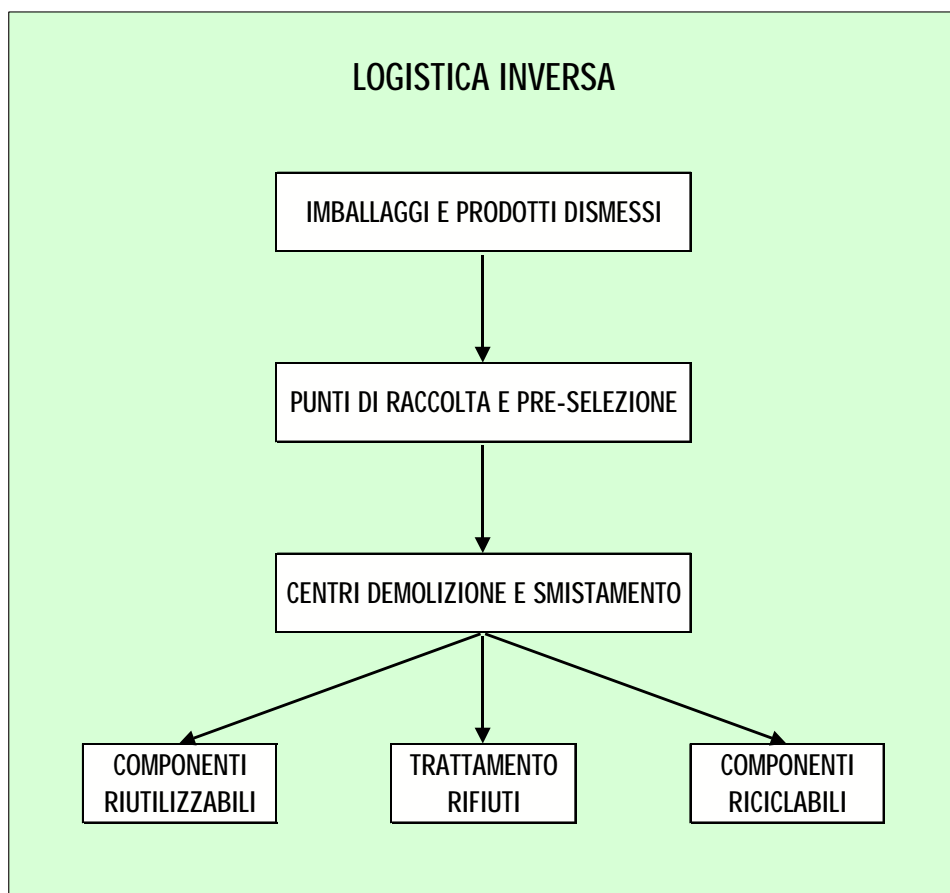 LOGISTICA INVERSA
IMBALLAGGI E PRODOTTI DISMESSI
PUNTI DI RACCOLTA E PRE-SELEZIONE
CENTRI DEMOLIZIONE E SMISTAMENTO
COMPONENTI
RIUTILIZZABILI
TRATTAMENTO
RIFIUTI
COMPONENTI
RICICLABILI